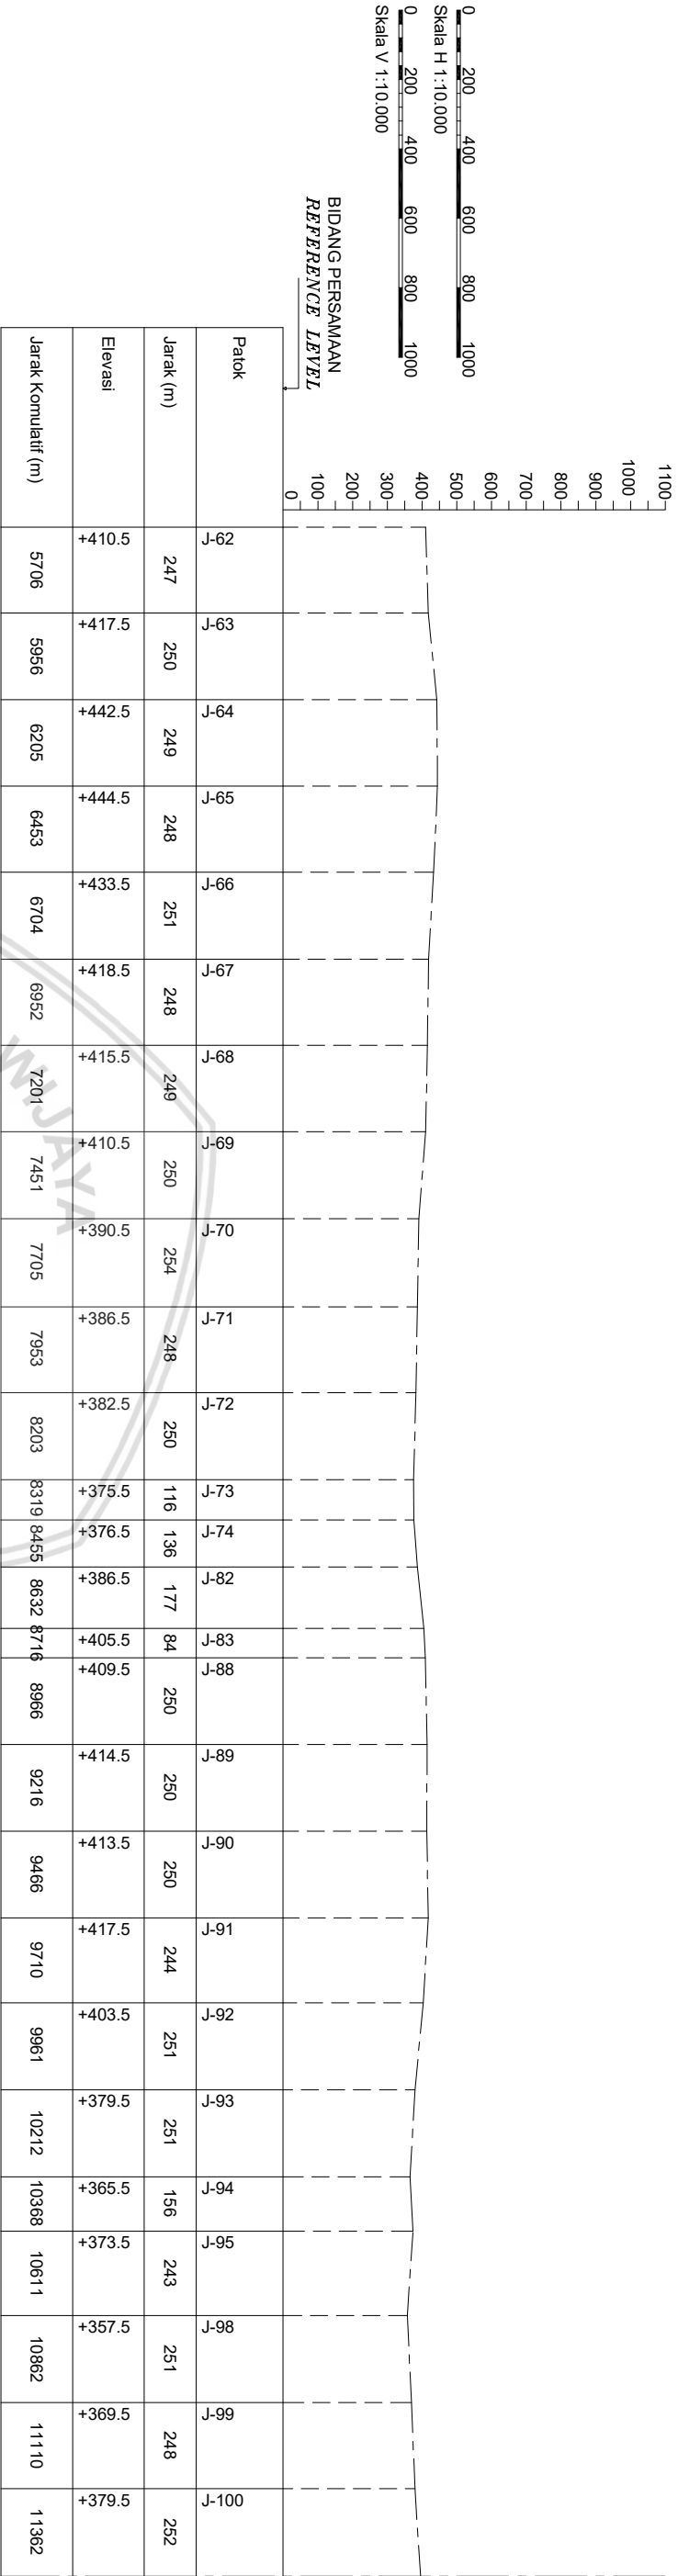 0 200 400 600 800 1000
Skala H 1:10.000
0 200 400 600 800 1000
Skala V 1:10.000
BIDANG PERSAMAAN
REFERENCE LEVEL
1100
1000
900
800
700
600
500
400
300
200
100
0
Patok J-62 J-63 J-64 J-65 J-66 J-67 J-68 J-69 J-70 J-71 J-72 J-73 J-74 J-82 J-83 J-88 J-89 J-90 J-91 J-92 J-93 J-94 J-95 J-98 J-99 J-100
Jarak (m) 247 250 249 248 251 248 249 250 254 248 250 116 136 177 84 250 250 250 244 251 251 156 243 251 248 252
Elevasi +410.5 +417.5 +442.5 +444.5 +433.5 +418.5 +415.5 +410.5 +390.5 +386.5 +382.5 +375.5 +376.5 +386.5 +405.5 +409.5 +414.5 +413.5 +417.5 +403.5 +379.5 +365.5 +373.5 +357.5 +369.5 +379.5
Jarak Komulatif (m) 5706 5956 6205 6453 6704 6952 7201 7451 7705 7953 8203 8319 8455 8632 8716 8966 9216 9466 9710 9961 10212 10368 10611 10862 11110 11362
WIJAYA